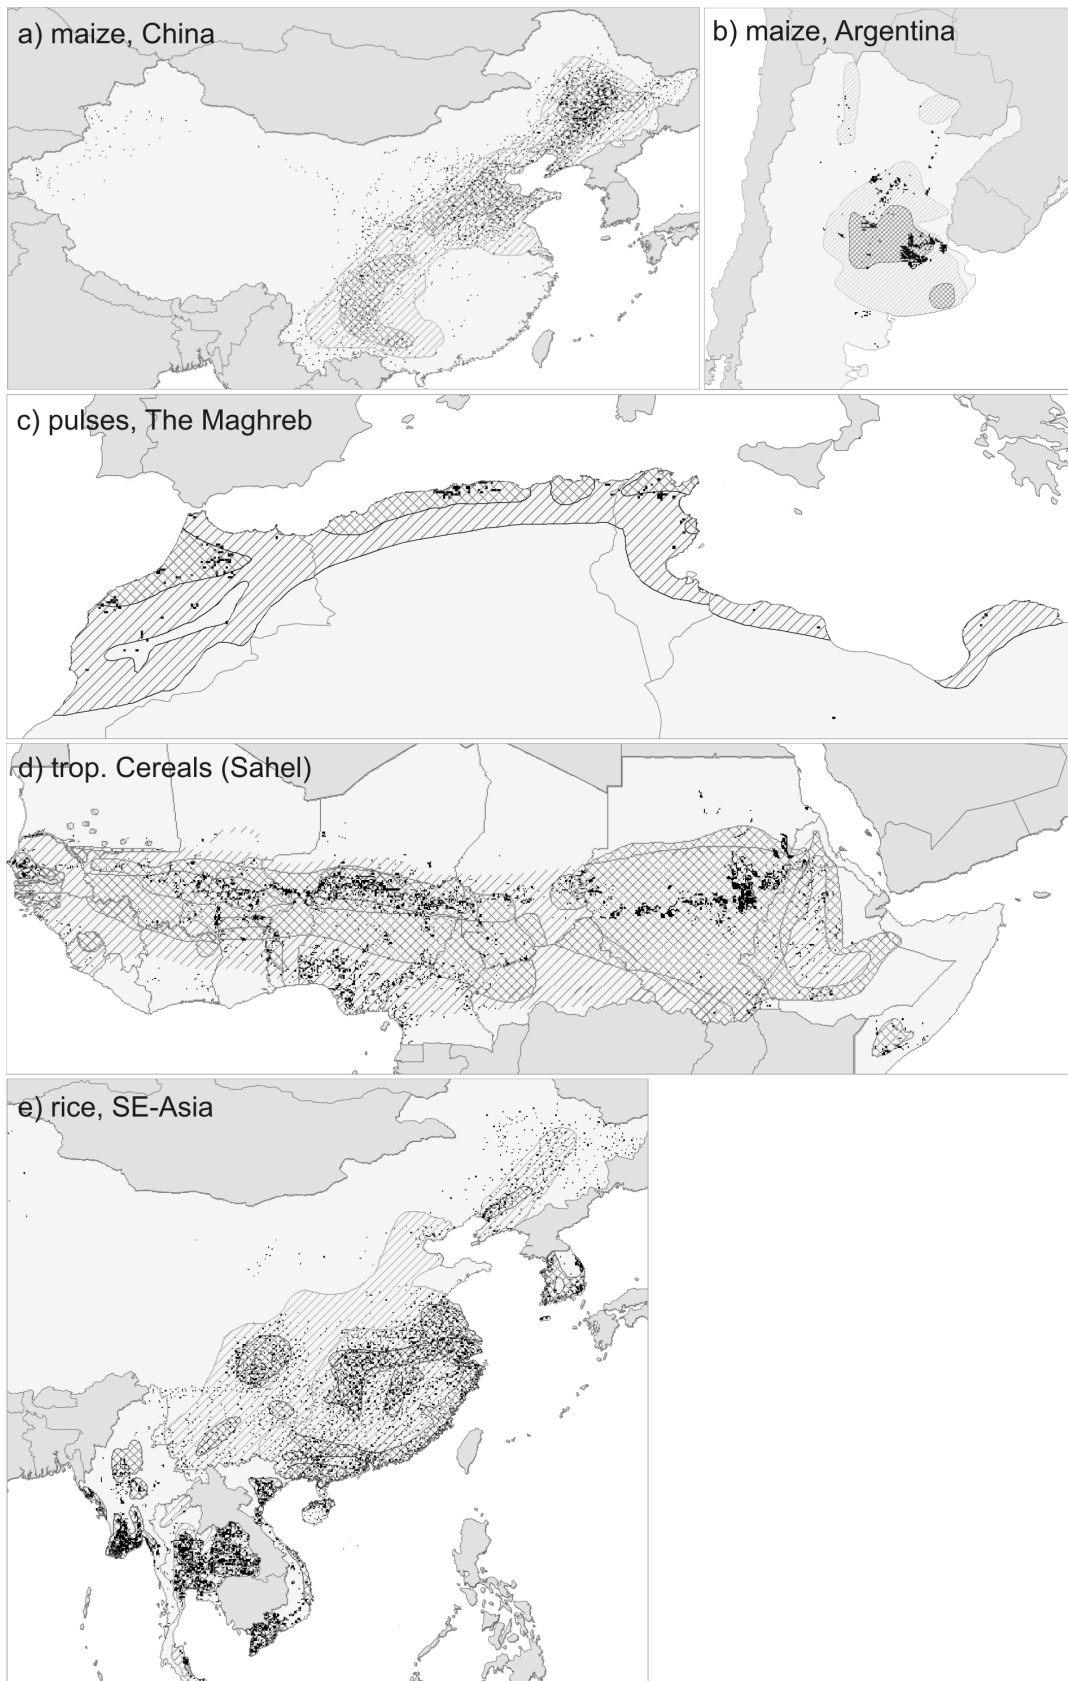 a) maize, China
b) maize, Argentina
c) pulses, The Maghreb
d) trop. Cereals (Sahel)
e) rice, SE-Asia